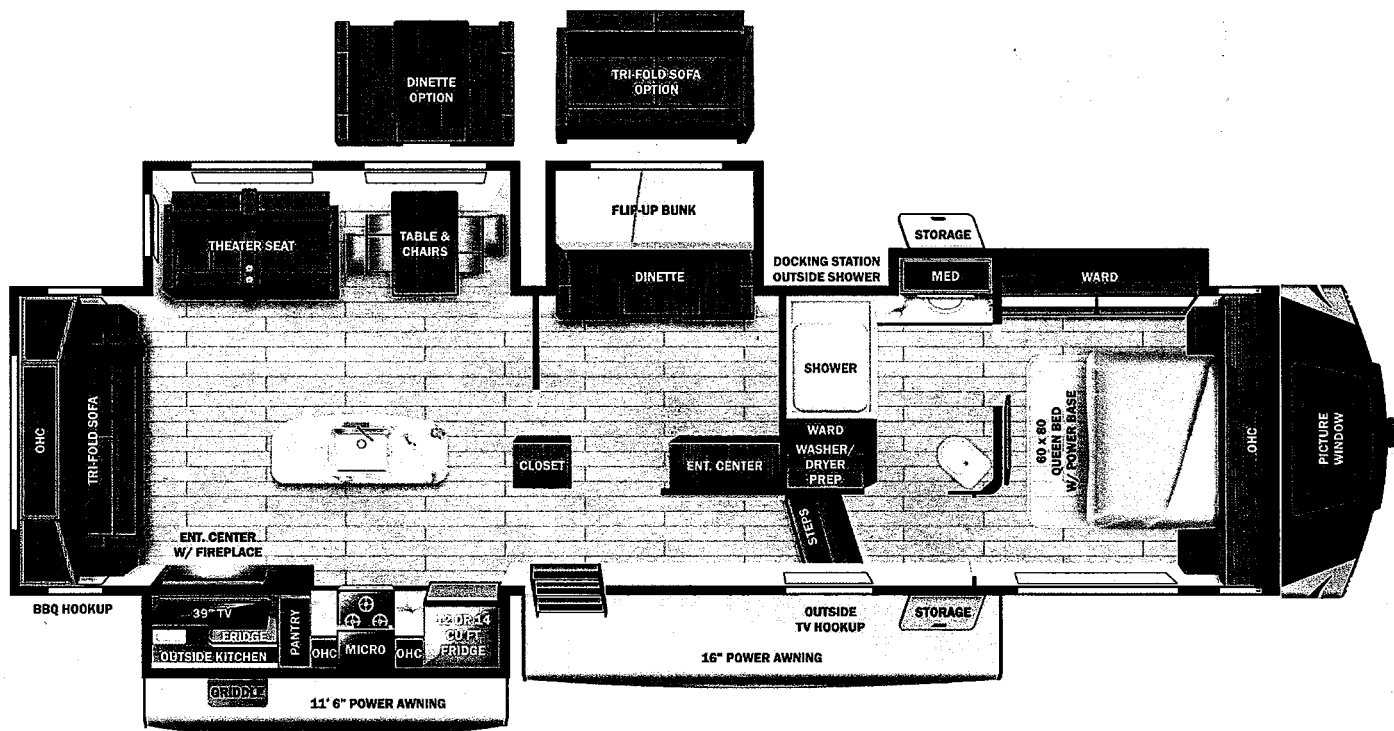 DINETTE
OPTION
TRI-FOLD SOFA
OPTION
THEATER SEAT
TABLE &
CHAIRS
FLIP-UP BUNK
DINETTE
DOCKING STATION
OUTSIDE SHOWER
STORAGE
MED
WARD
OHC
TRI-FOLD SOFA
CLOSET
ENT. CENTER
SHOWER
WARD
WASHER/
DRYER
PREP
STEPS
60 x 80
QUEEN BED
W/ POWER BASE
OHC
PICTURE
WINDOW
ENT. CENTER
W/ FIREPLACE
BBQ HOOKUP
39" TV
FRIDGE
OUTSIDE KITCHEN
PANTRY
OHC
MICRO
OHC
12 OR 14
CU FT
FRIDGE
GRIDDLE
11' 6" POWER AWNING
16" POWER AWNING
OUTSIDE
TV HOOKUP
STORAGE